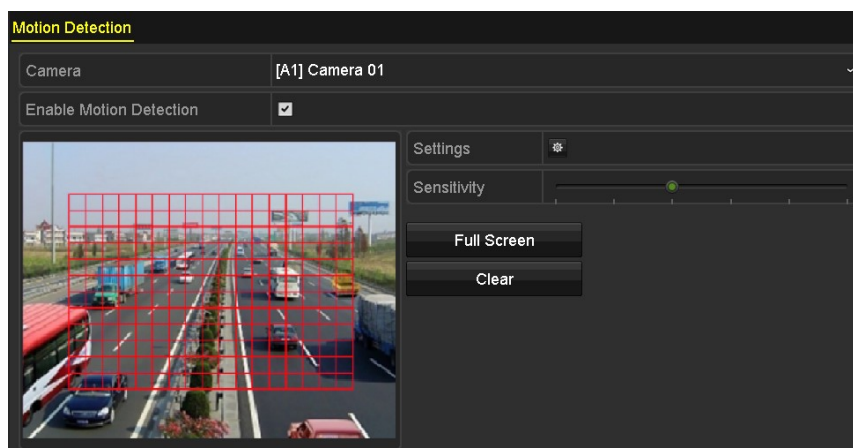 Motion Detection
Camera
[A1] Camera 01
Enable Motion Detection
Settings
Sensitivity
Full Screen
Clear